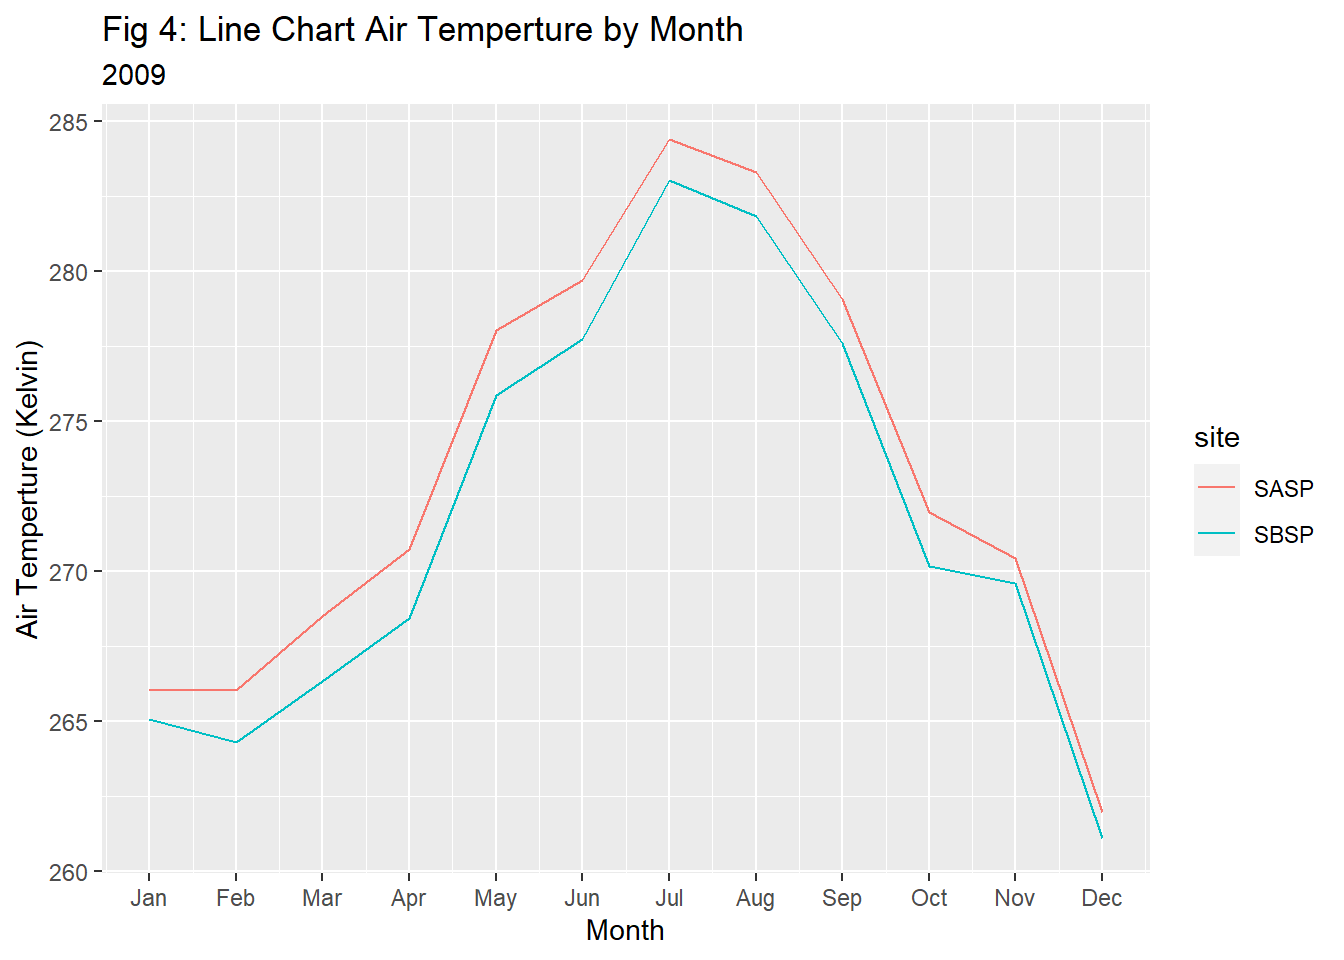 Fig 4: Line Chart Air Temperture by Month
2009
285
280
275
270
265
260
Air Temperture (Kelvin)
Jan Feb Mar Apr May Jun Jul Aug Sep Oct Nov Dec
Month
site
SASP
SBSP